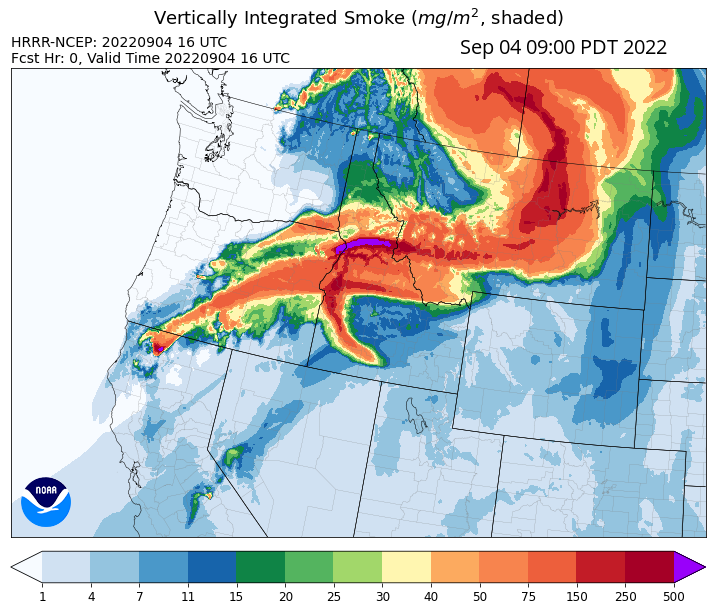 Vertically Integrated Smoke (mg/m², shaded)
HRRR-NCEP: 20220904 16 UTC
Fcst Hr: 0, Valid Time 20220904 16 UTC
Sep 04 09:00 PDT 2022
NOAA
1 4 7 11 15 20 25 30 40 50 75 150 250 500